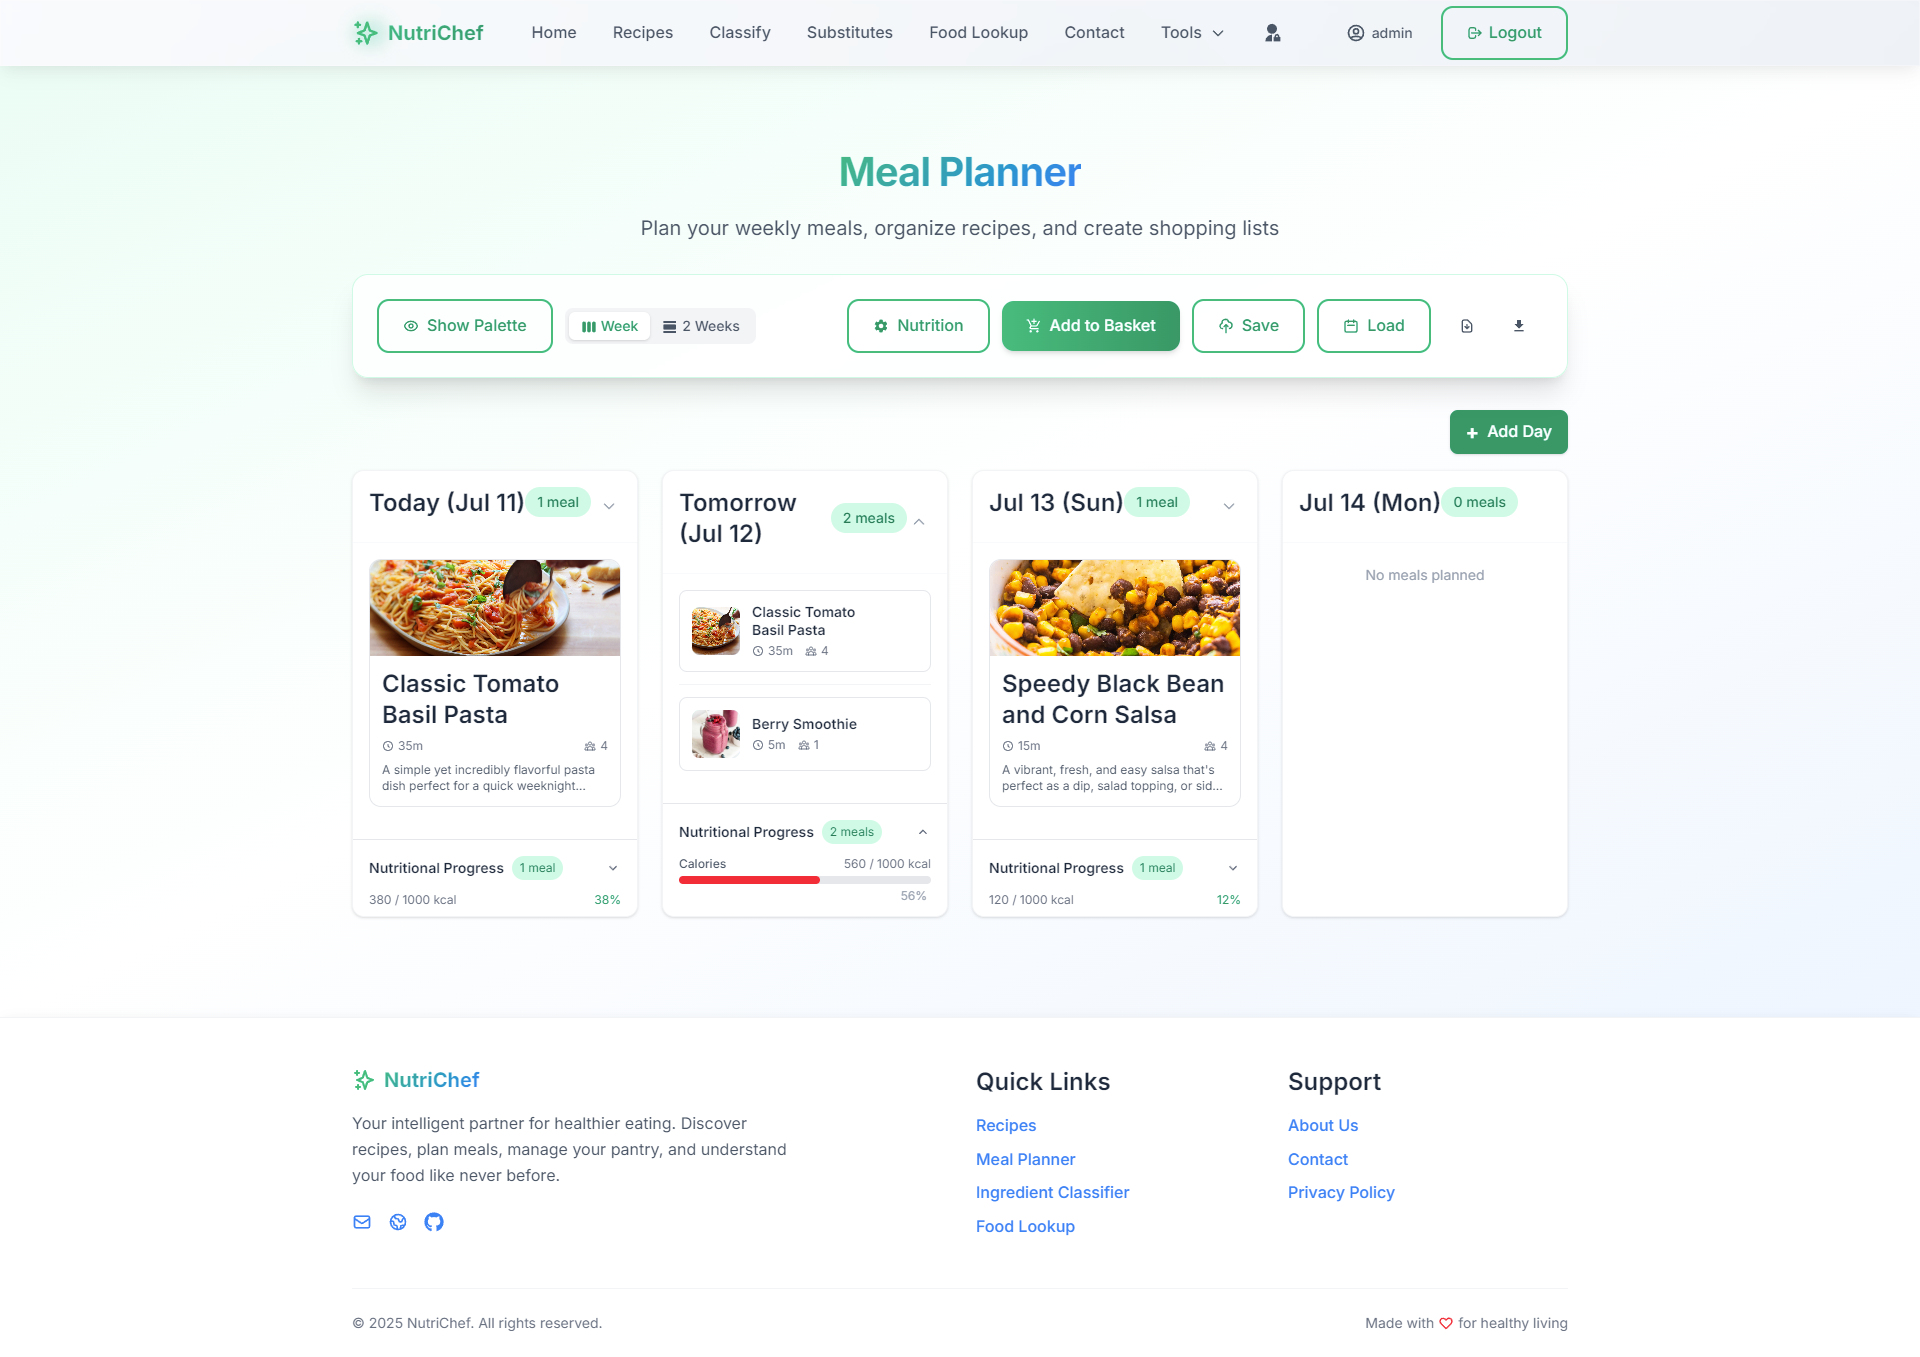 NutriChef
Home
Recipes
Classify
Substitutes
Food Lookup
Contact
Tools
admin
Logout
Meal Planner
Plan your weekly meals, organize recipes, and create shopping lists
Show Palette
Week
2 Weeks
Nutrition
Add to Basket
Save
Load
+ Add Day
Today (Jul 11)
1 meal
Classic Tomato
Basil Pasta
35m
4
A simple yet incredibly flavorful pasta
dish perfect for a quick weeknight...
Nutritional Progress
1 meal
380 / 1000 kcal
38%
Tomorrow
(Jul 12)
2 meals
Classic Tomato
Basil Pasta
35m
4
Berry Smoothie
5m
1
Nutritional Progress
2 meals
Calories
560 / 1000 kcal
56%
Jul 13 (Sun)
1 meal
Speedy Black Bean
and Corn Salsa
15m
4
A vibrant, fresh, and easy salsa that's
perfect as a dip, salad topping, or sid...
Nutritional Progress
1 meal
120 / 1000 kcal
12%
Jul 14 (Mon)
0 meals
No meals planned
NutriChef
Your intelligent partner for healthier eating. Discover
recipes, plan meals, manage your pantry, and understand
your food like never before.
Quick Links
Recipes
Meal Planner
Ingredient Classifier
Food Lookup
Support
About Us
Contact
Privacy Policy
© 2025 NutriChef. All rights reserved.
Made with ♡ for healthy living